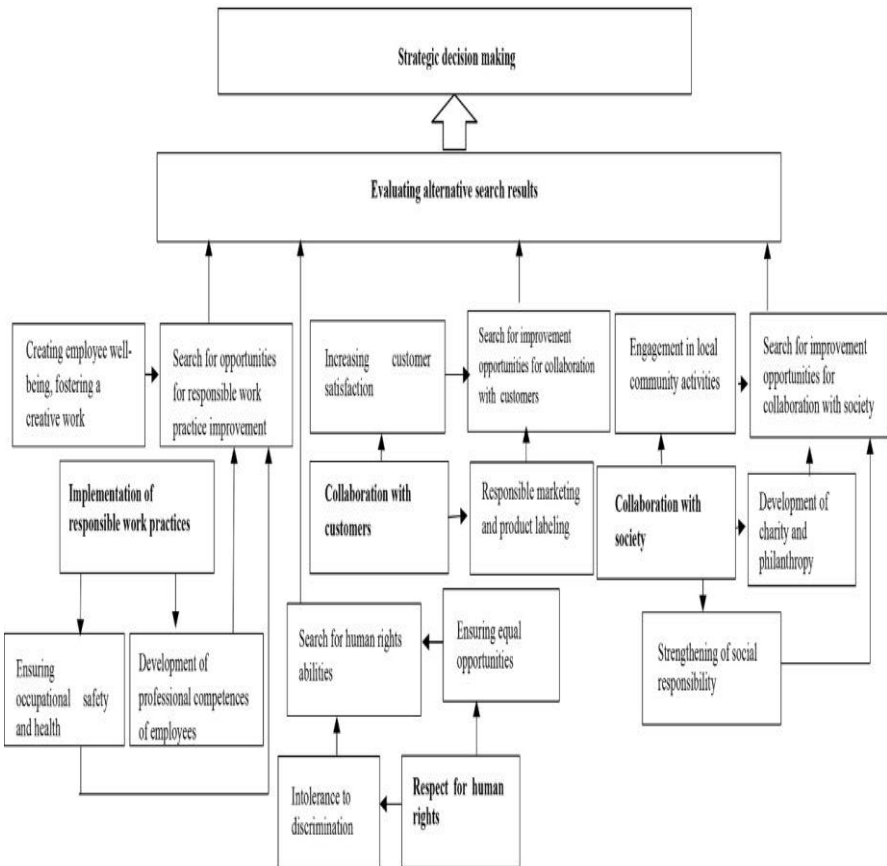 Strategic decision making
Evaluating alternative search results
Creating employee well-
being, fostering a
creative work
Search for opportunities
for responsible work
practice improvement
Increasing customer
satisfaction
Search for improvement
opportunities for collaboration
with customers
Engagement in local
community activities
Search for improvement
opportunities for
collaboration with society
Implementation of
responsible work practices
Collaboration with
customers
Responsible marketing
and product labeling
Collaboration with
society
Development of
charity and
philanthropy
Ensuring
occupational safety
and health
Development of
professional competences
of employees
Search for human rights
abilities
Ensuring equal
opportunities
Strengthening of social
responsibility
Intolerance to
discrimination
Respect for human
rights